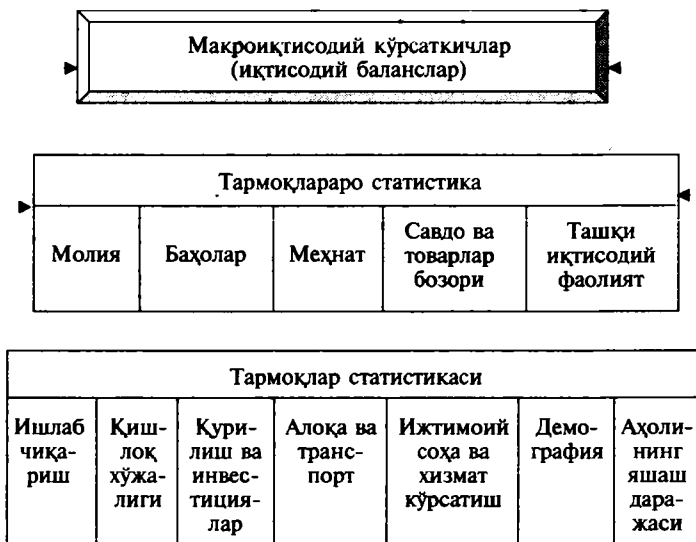 Макроиқтисодий кўрсаткичлар
(иқтисодий баланслар)
Тармоқлараро статистика
Молия
Баҳолар
Меҳнат
Савдо ва
товарлар
бозори
Ташқи
иқтисодий
фаолият
Тармоқлар статистикаси
Ишлаб
чиқа-
риш
Қиш-
лоқ
хўжа-
лиги
Қури-
лиш ва
инвес-
тиция-
лар
Алоқа ва
транс-
порт
Ижтимоий
соҳа ва
хизмат
кўрсатиш
Демо-
графия
Аҳоли-
нинг
яшаш
дара-
жаси